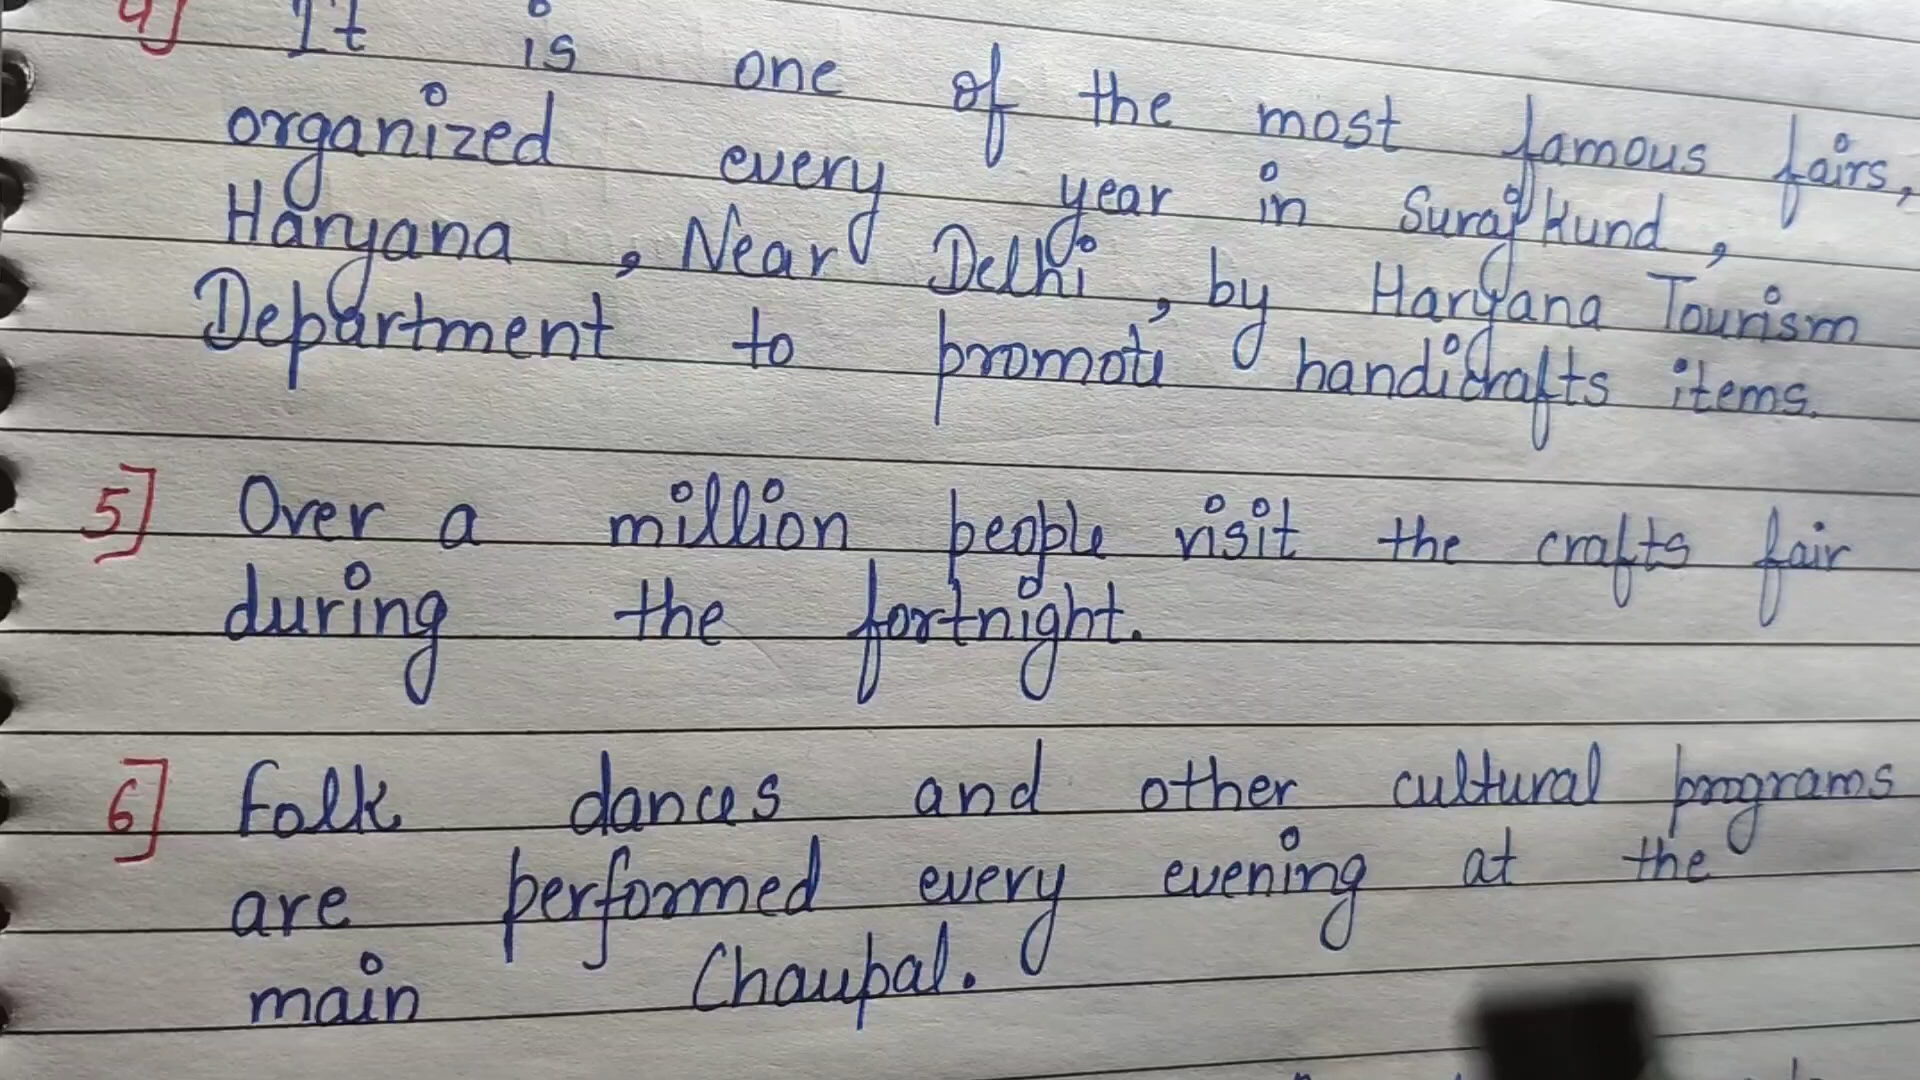 4] It is one of the most famous fairs,
organized every year in Surajkund,
Haryana, Near Delhi, by Haryana Tourism
Department to promote handicrafts items.
5] Over a million people visit the crafts fair
during the fortnight.
6] Folk dances and other cultural programs
are performed every evening at the
main Chaupal.